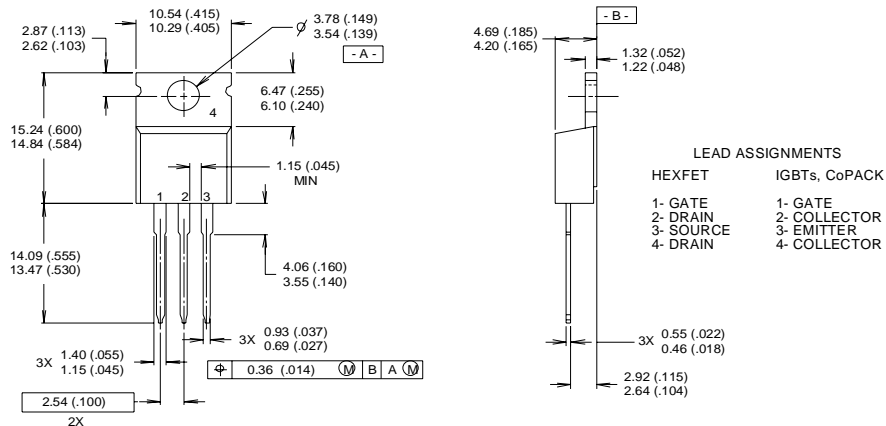 10.54 (.415)
10.29 (.405)
2.87 (.113)
2.62 (.103)
3.78 (.149)
3.54 (.139)
- A -
6.47 (.255)
6.10 (.240)
4
15.24 (.600)
14.84 (.584)
1.15 (.045)
MIN
1 2 3
14.09 (.555)
13.47 (.530)
4.06 (.160)
3.55 (.140)
3X 0.93 (.037)
0.69 (.027)
3X 1.40 (.055)
1.15 (.045)
0.36 (.014) M B A M
2.54 (.100)
2X
- B -
4.69 (.185)
4.20 (.165)
1.32 (.052)
1.22 (.048)
3X 0.55 (.022)
0.46 (.018)
2.92 (.115)
2.64 (.104)
LEAD ASSIGNMENTS
HEXFET IGBTs, CoPACK
1- GATE 1- GATE
2- DRAIN 2- COLLECTOR
3- SOURCE 3- EMITTER
4- DRAIN 4- COLLECTOR